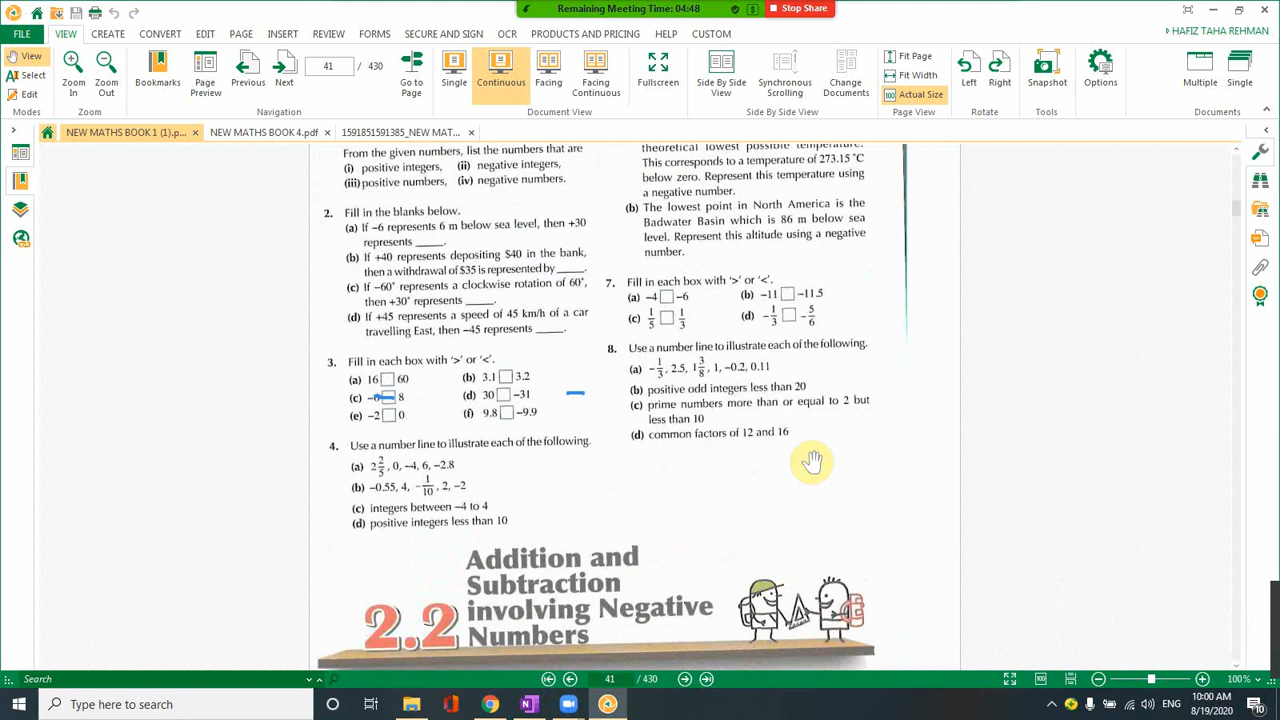 Remaining Meeting Time: 04:48
Stop Share
FILE VIEW CREATE CONVERT EDIT PAGE INSERT REVIEW FORMS SECURE AND SIGN OCR PRODUCTS AND PRICING HELP CUSTOM
HAFIZ TAHA REHMAN
View
Select
Edit
Modes
Zoom In
Zoom Out
Zoom
Bookmarks
Page Preview
Previous
Next
41 / 430
Go to Page
Navigation
Single
Continuous
Facing
Facing Continuous
Document View
Fullscreen
Side By Side View
Synchronous Scrolling
Change Documents
Side By Side View
Fit Page
Fit Width
Actual Size
Page View
Left
Right
Rotate
Snapshot
Tools
Options
Multiple
Single
Documents
NEW MATHS BOOK 1 (1).p...
NEW MATHS BOOK 4.pdf
1591851591385_NEW MAT...
From the given numbers, list the numbers that are
(i) positive integers, (ii) negative integers,
(iii) positive numbers, (iv) negative numbers.
2. Fill in the blanks below.
(a) If −6 represents 6 m below sea level, then +30
represents _____.
(b) If +40 represents depositing $40 in the bank,
then a withdrawal of $35 is represented by _____.
(c) If −60° represents a clockwise rotation of 60°,
then +30° represents _____.
(d) If +45 represents a speed of 45 km/h of a car
travelling East, then −45 represents _____.
3. Fill in each box with '>' or '<'.
(a) 16 □ 60 (b) 3.1 □ 3.2
(c) □ 8 (d) 30 □ −31
(e) −2 □ 0 (f) 9.8 □ −9.9
4. Use a number line to illustrate each of the following.
(a) 2 2/5, 0, −4, 6, −2.8
(b) −0.55, 4, −1/10, 2, −2
(c) integers between −4 to 4
(d) positive integers less than 10
theoretical lowest possible temperature.
This corresponds to a temperature of 273.15 °C
below zero. Represent this temperature using
a negative number.
(b) The lowest point in North America is the
Badwater Basin which is 86 m below sea
level. Represent this altitude using a negative
number.
7. Fill in each box with '>' or '<'.
(a) −4 □ −6 (b) −11 □ −11.5
(c) 1/5 □ 1/3 (d) −1/3 □ −5/6
8. Use a number line to illustrate each of the following.
(a) −1/3, 2.5, 1 3/8, 1, −0.2, 0.11
(b) positive odd integers less than 20
(c) prime numbers more than or equal to 2 but
less than 10
(d) common factors of 12 and 16
2.2 Addition and
Subtraction
involving Negative
Numbers
Search
41 / 430
100%
Type here to search
ENG
10:00 AM
8/19/2020